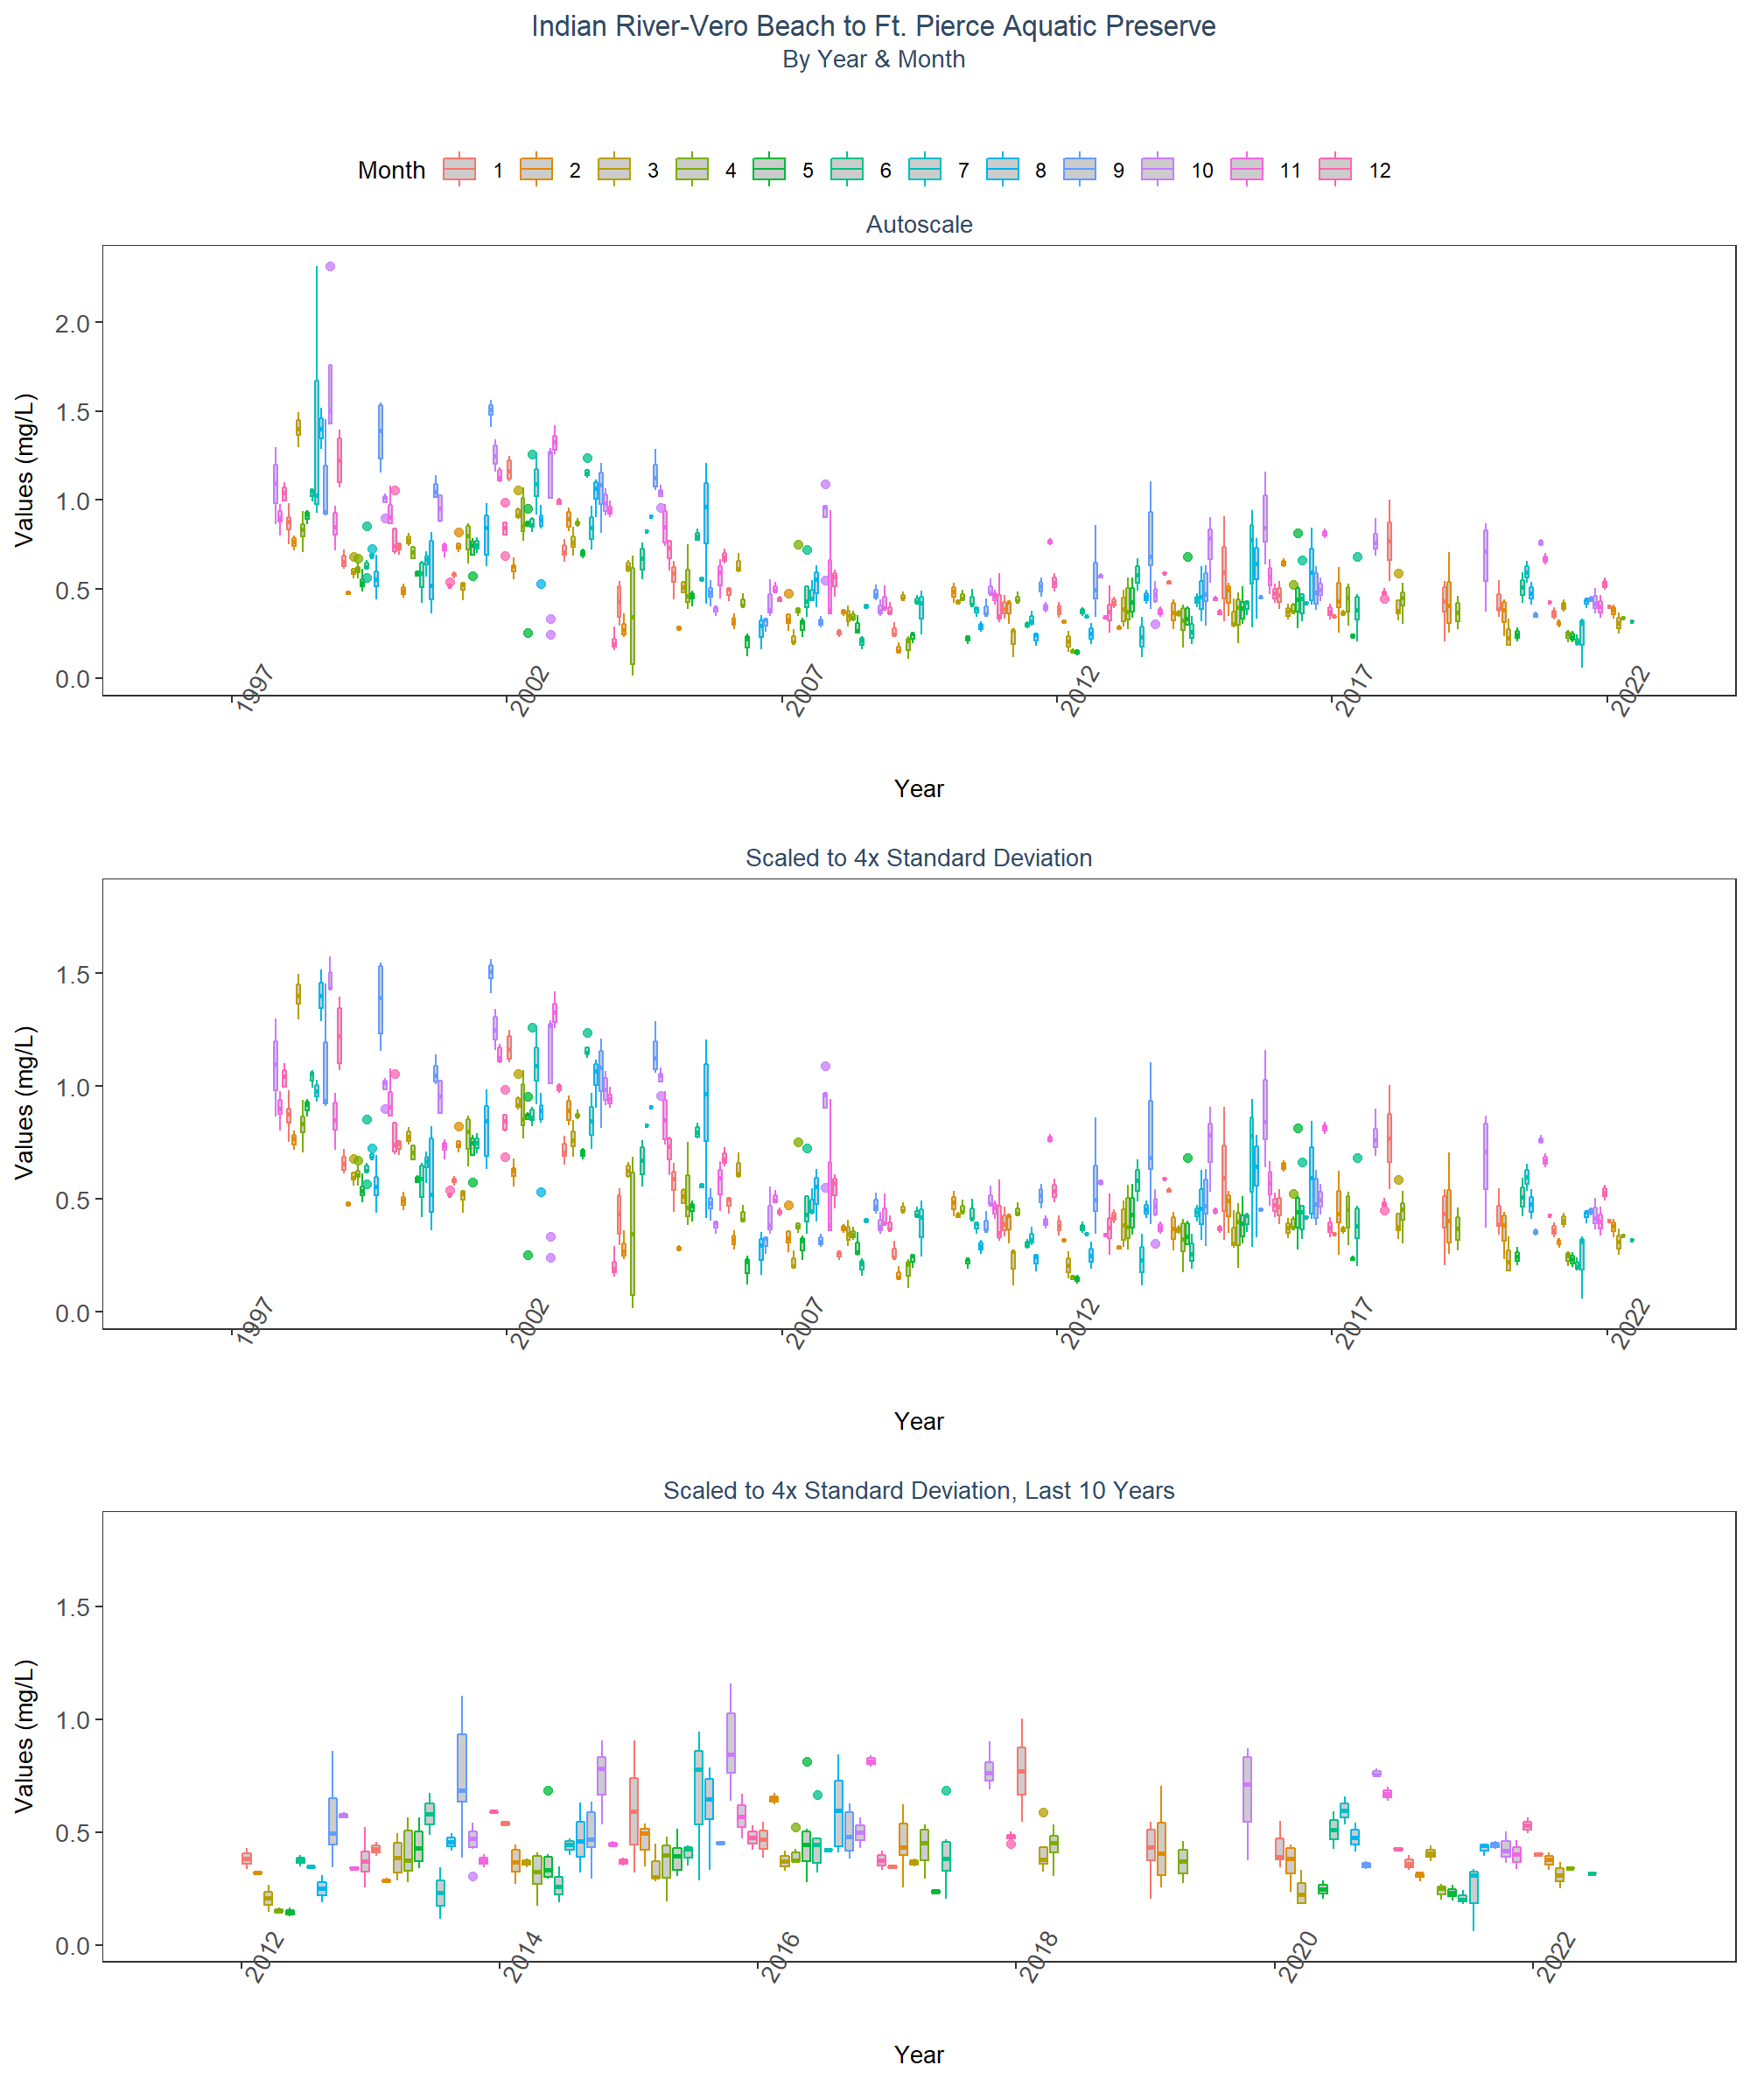 Indian River-Vero Beach to Ft. Pierce Aquatic Preserve
By Year & Month
Month 1 2 3 4 5 6 7 8 9 10 11 12
Autoscale
Values (mg/L)
2.0
1.5
1.0
0.5
0.0
1997 2002 2007 2012 2017 2022
Year
Scaled to 4x Standard Deviation
Values (mg/L)
1.5
1.0
0.5
0.0
1997 2002 2007 2012 2017 2022
Year
Scaled to 4x Standard Deviation, Last 10 Years
Values (mg/L)
1.5
1.0
0.5
0.0
2012 2014 2016 2018 2020 2022
Year